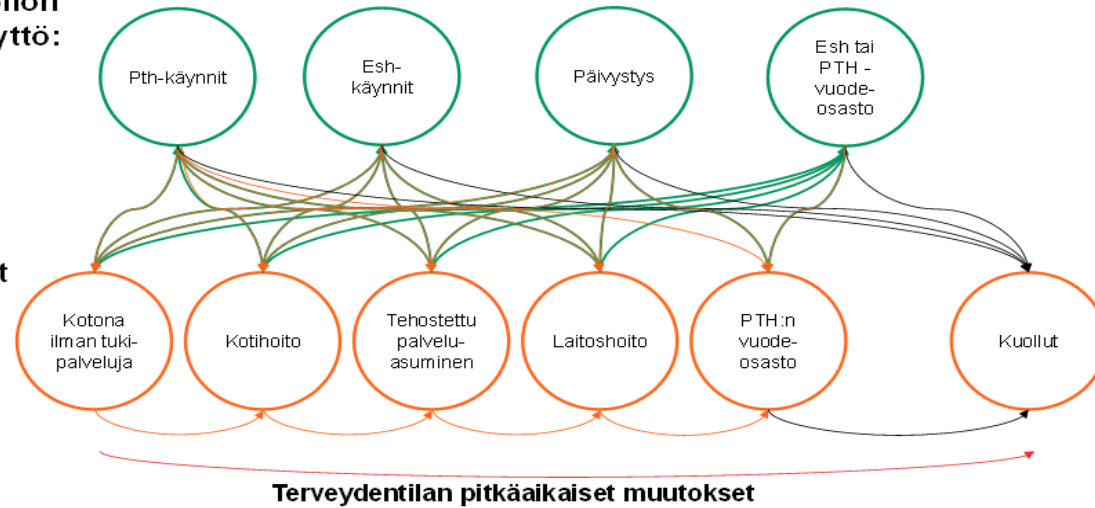 yttö:
Pth-käynnit
Esh-
käynnit
Päivystys
Esh tai
PTH -
vuode-
osasto
t
Kotona
ilman tuki-
palveluja
Kotihoito
Tehostettu
palvelu-
asuminen
Laitoshoito
PTH:n
vuode-
osasto
Kuollut
Terveydentilan pitkäaikaiset muutokset